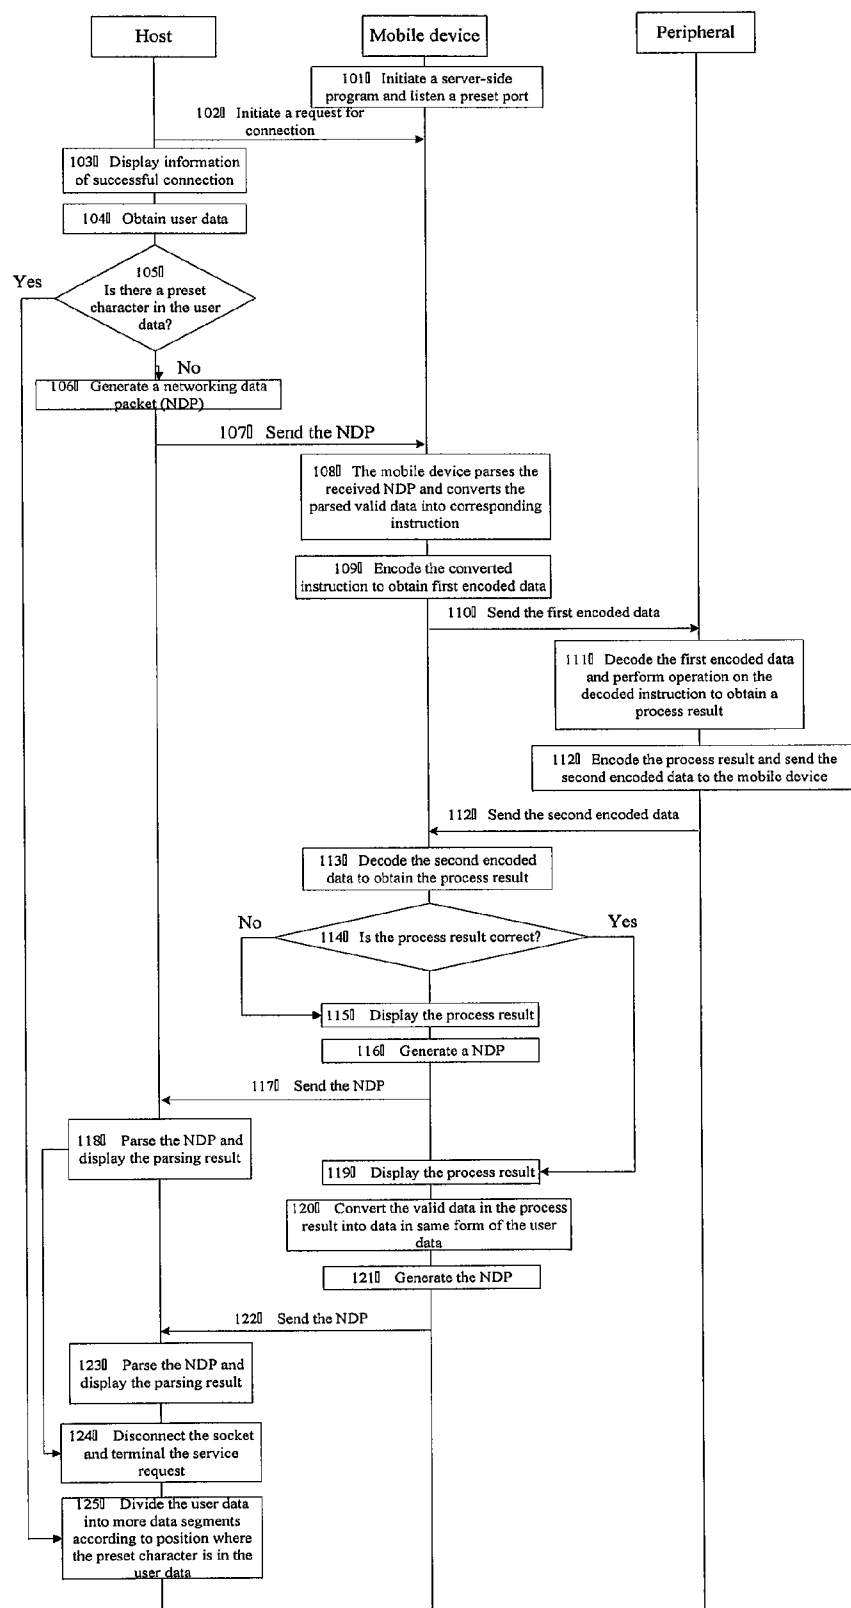 Host
Mobile device
Peripheral
101▯ Initiate a server-side
program and listen a preset port
102▯ Initiate a request for
connection
103▯ Display information
of successful connection
104▯ Obtain user data
Yes
105▯
Is there a preset
character in the user
data?
No
106▯ Generate a networking data
packet (NDP)
107▯ Send the NDP
108▯ The mobile device parses the
received NDP and converts the
parsed valid data into corresponding
instruction
109▯ Encode the converted
instruction to obtain first encoded data
110▯ Send the first encoded data
111▯ Decode the first encoded data
and perform operation on the
decoded instruction to obtain a
process result
112▯ Encode the process result and send the
second encoded data to the mobile device
112▯ Send the second encoded data
113▯ Decode the second encoded
data to obtain the process result
No
114▯ Is the process result correct?
Yes
115▯ Display the process result
116▯ Generate a NDP
117▯ Send the NDP
118▯ Parse the NDP and
display the parsing result
119▯ Display the process result
120▯ Convert the valid data in the process
result into data in same form of the user
data
121▯ Generate the NDP
122▯ Send the NDP
123▯ Parse the NDP and
display the parsing result
124▯ Disconnect the socket
and terminal the service
request
125▯ Divide the user data
into more data segments
according to position where
the preset character is in the
user data